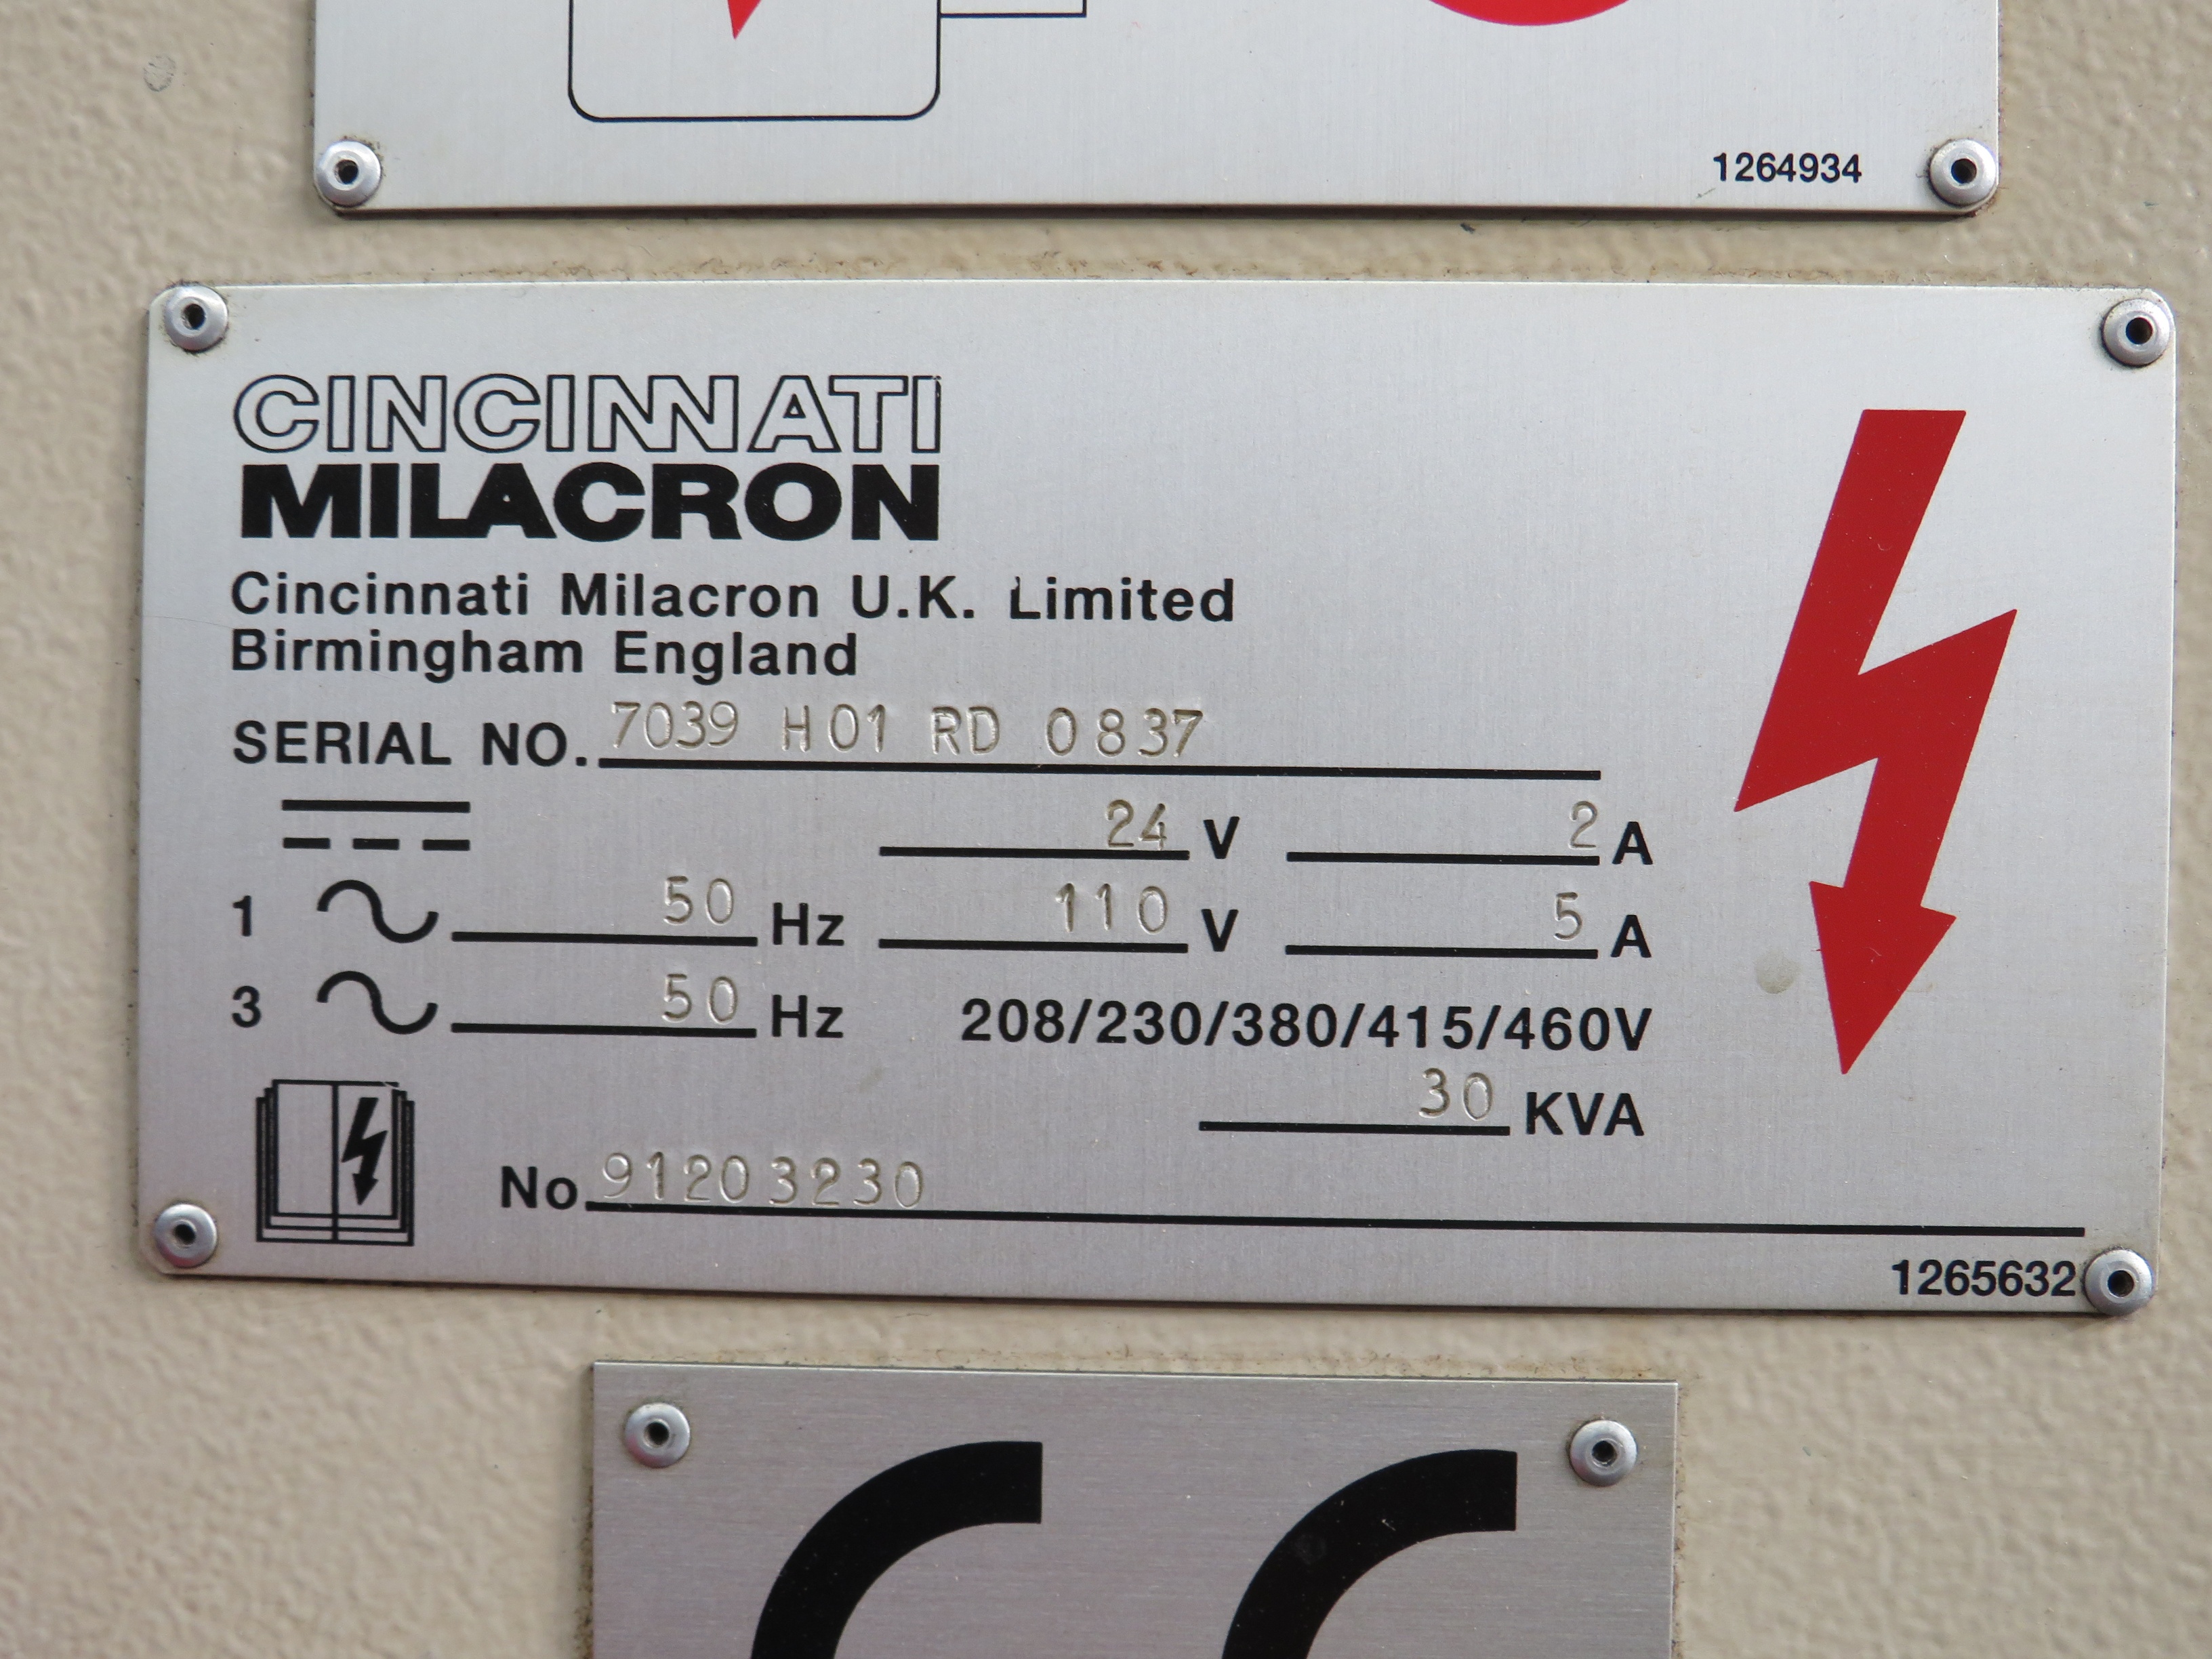 1264934
CINCINNATI
MILACRON
Cincinnati Milacron U.K. Limited
Birmingham England
SERIAL NO. 7039 H01 RD 0837
24 V 2 A
1 50 Hz 110 V 5 A
3 50 Hz 208/230/380/415/460V
30 KVA
No. 91203230
1265632
CE